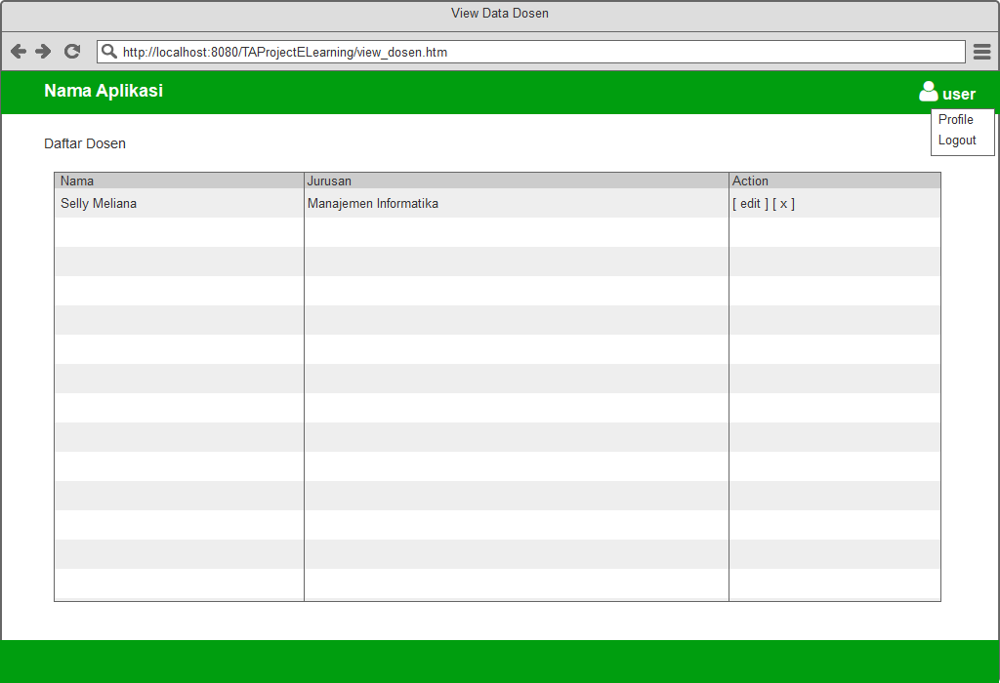 View Data Dosen
http://localhost:8080/TAProjectELearning/view_dosen.htm
Nama Aplikasi
user
Profile
Logout
Daftar Dosen
Nama Jurusan Action
Selly Meliana Manajemen Informatika [ edit ] [ x ]